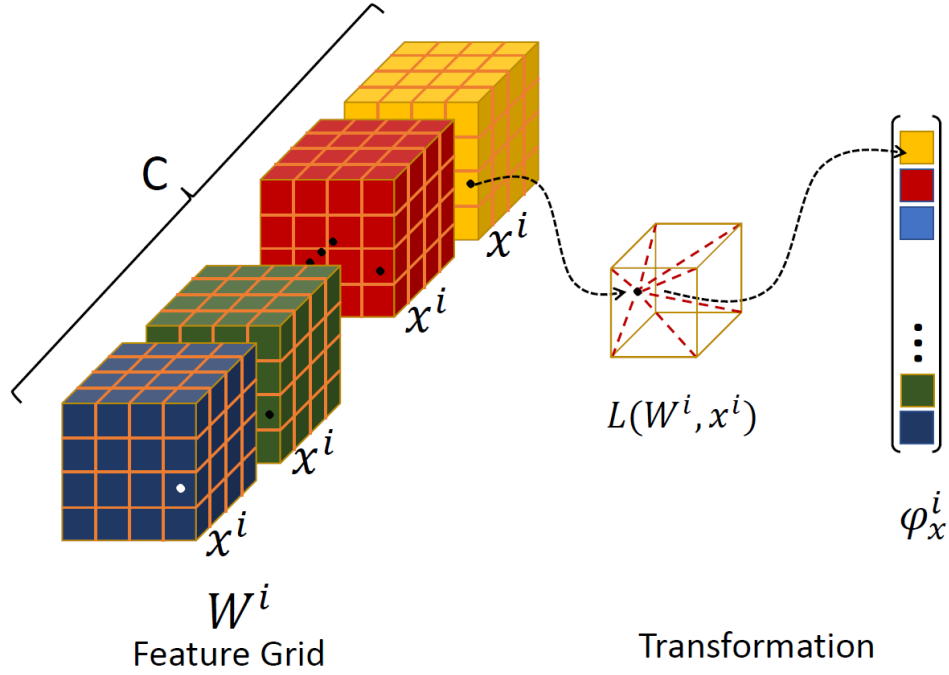 C
x^i
x^i
x^i
x^i
L(W^i, x^i)
φ_x^i
W^i
Feature Grid
Transformation